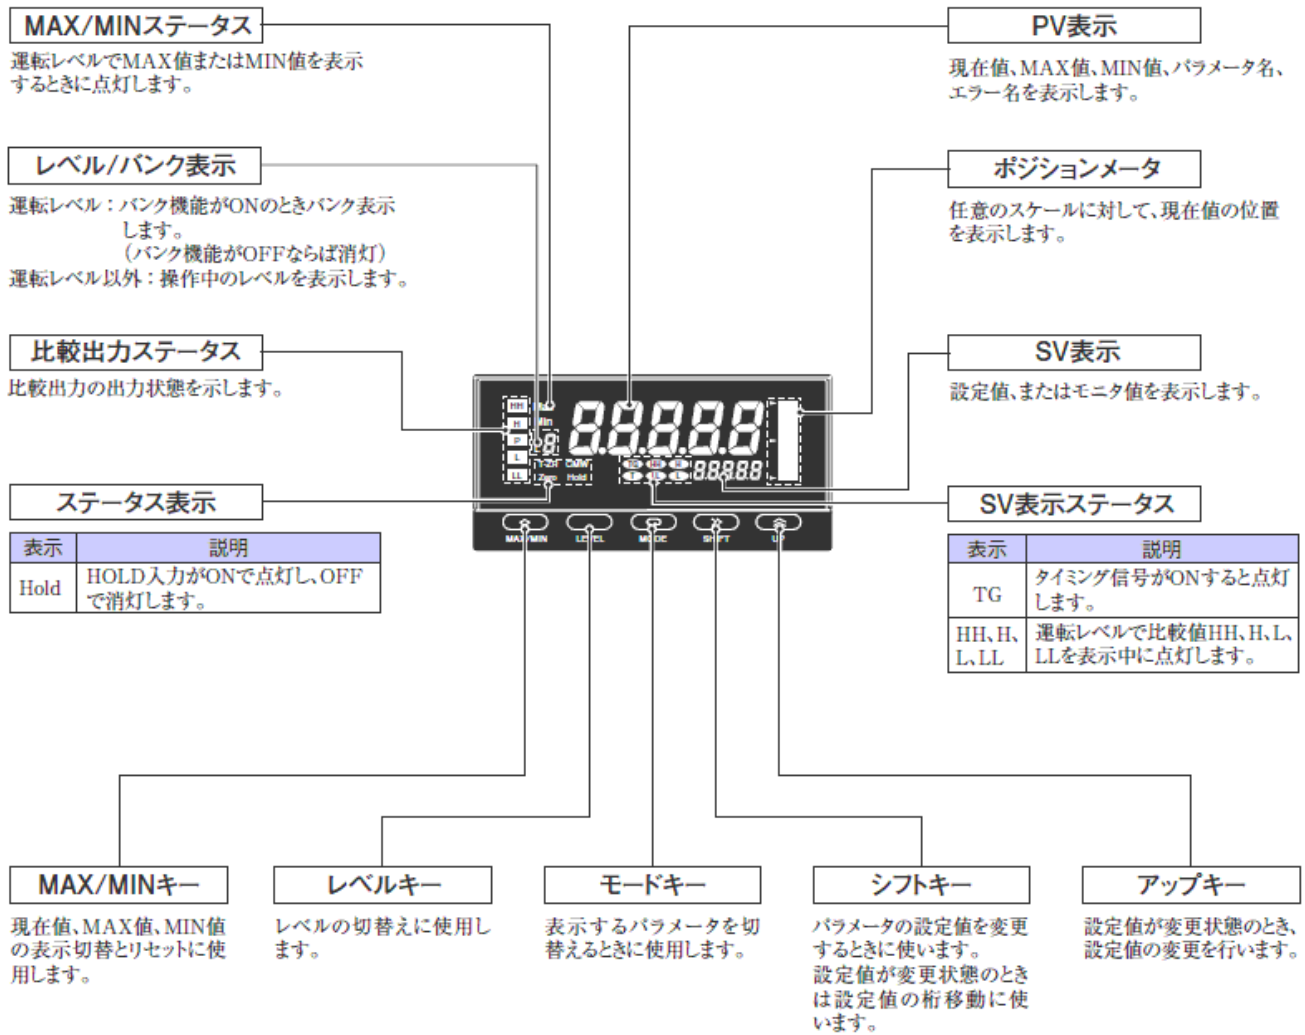 MAX/MINステータス
運転レベルでMAX値またはMIN値を表示
するときに点灯します。
レベル/バンク表示
運転レベル：バンク機能がONのときバンク表示
します。
（バンク機能がOFFならば消灯）
運転レベル以外：操作中のレベルを表示します。
比較出力ステータス
比較出力の出力状態を示します。
ステータス表示
表示 説明
Hold HOLD入力がONで点灯し、OFF
で消灯します。
PV表示
現在値、MAX値、MIN値、パラメータ名、
エラー名を表示します。
ポジションメータ
任意のスケールに対して、現在値の位置
を表示します。
SV表示
設定値、またはモニタ値を表示します。
SV表示ステータス
表示 説明
TG タイミング信号がONすると点灯
します。
HH、H、 運転レベルで比較値HH、H、L、
L、LL LLを表示中に点灯します。
HH
H
P
L
LL
Min
8
T-ZR CMW
Zero Hold
8.8.8.8.8
TG HH H
T LL L
8.8.8.8.8
MAX/MIN LEVEL MODE SHIFT UP
MAX/MINキー
現在値、MAX値、MIN値
の表示切替とリセットに使
用します。
レベルキー
レベルの切替えに使用し
ます。
モードキー
表示するパラメータを切
替えるときに使用します。
シフトキー
パラメータの設定値を変更
するときに使います。
設定値が変更状態のとき
は設定値の桁移動に使
います。
アップキー
設定値が変更状態のとき、
設定値の変更を行います。